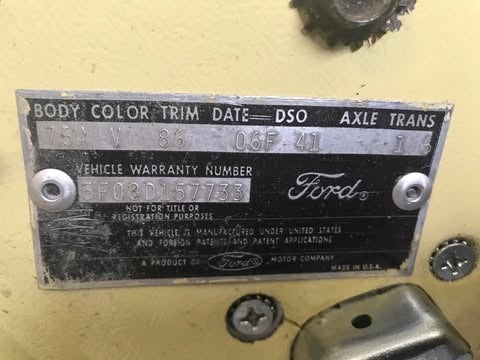 BODY COLOR TRIM DATE—DSO AXLE TRANS
76A V 86 06F 41 1
VEHICLE WARRANTY NUMBER
5F08D157733
Ford®
NOT FOR TITLE OR
REGISTRATION PURPOSES
THIS VEHICLE IS MANUFACTURED UNDER UNITED STATES
AND FOREIGN PATENTS AND PATENT APPLICATIONS
A PRODUCT OF Ford MOTOR COMPANY
MADE IN U.S.A.